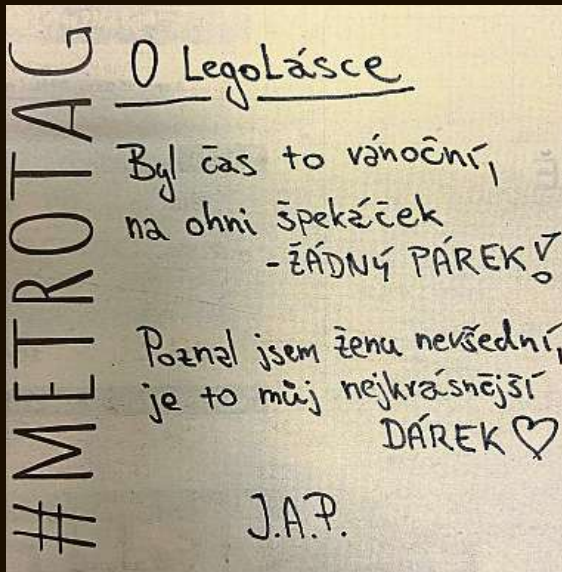 #METROTAG
O LegoLásce
Byl čas to vánoční,
na ohni špekáček
- ŽÁDNÝ PÁREK!
Poznal jsem ženu nevšední,
je to můj nejkrásnější
DÁREK ♡
J.A.P.